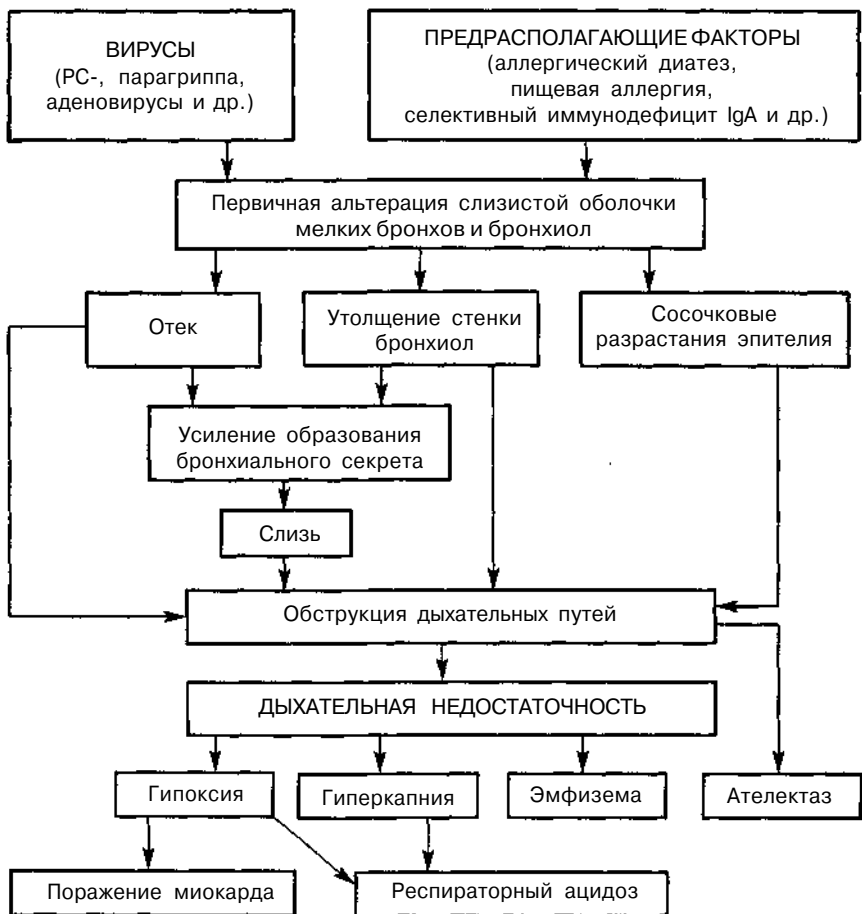 ВИРУСЫ
(РС-, парагриппа,
аденовирусы и др.)
ПРЕДРАСПОЛАГАЮЩИЕ ФАКТОРЫ
(аллергический диатез,
пищевая аллергия,
селективный иммунодефицит IgA и др.)
Первичная альтерация слизистой оболочки
мелких бронхов и бронхиол
Отек
Утолщение стенки
бронхиол
Сосочковые
разрастания эпителия
Усиление образования
бронхиального секрета
Слизь
Обструкция дыхательных путей
ДЫХАТЕЛЬНАЯ НЕДОСТАТОЧНОСТЬ
Гипоксия
Гиперкапния
Эмфизема
Ателектаз
Поражение миокарда
Респираторный ацидоз